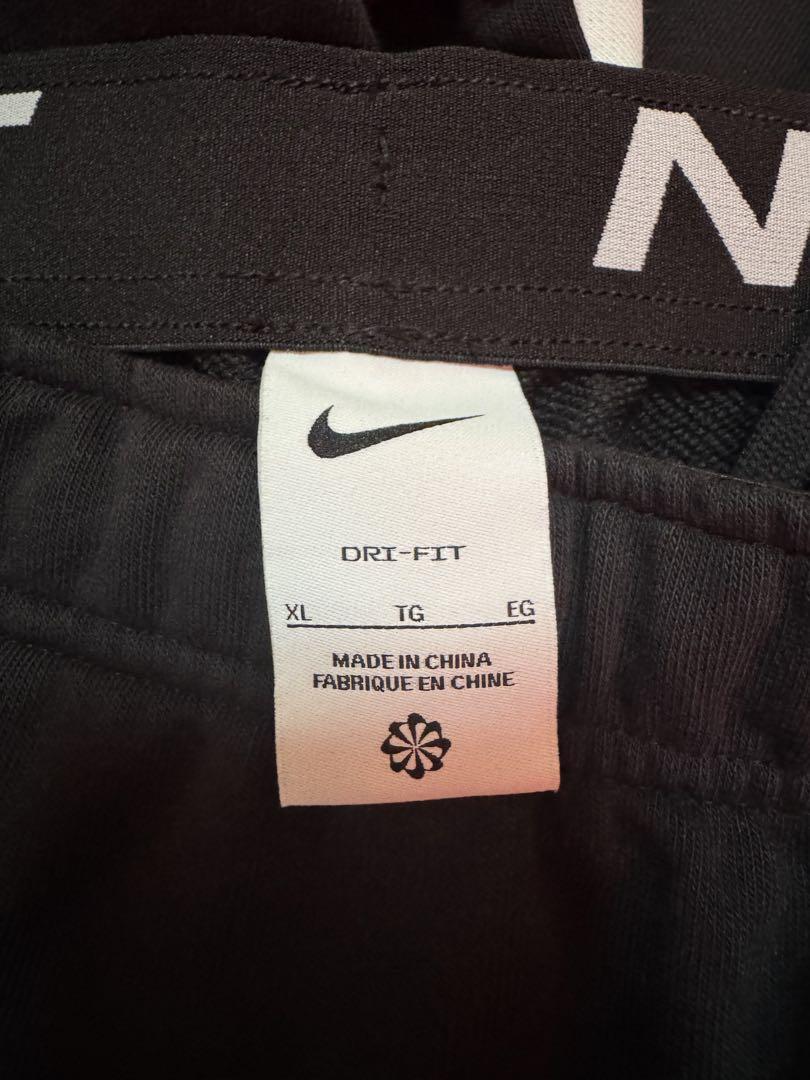 N
DRI-FIT
XL TG EG
MADE IN CHINA
FABRIQUE EN CHINE